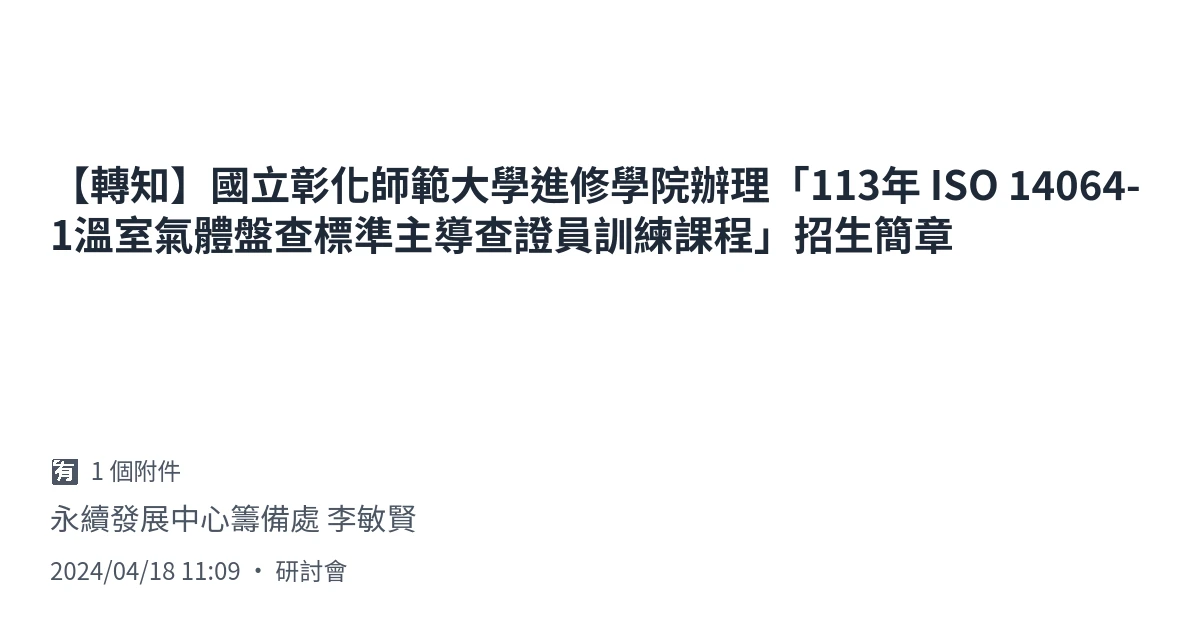 【轉知】國立彰化師範大學進修學院辦理「113年 ISO 14064-
1溫室氣體盤查標準主導查證員訓練課程」招生簡章
有 1 個附件
永續發展中心籌備處 李敏賢
2024/04/18 11:09 · 研討會